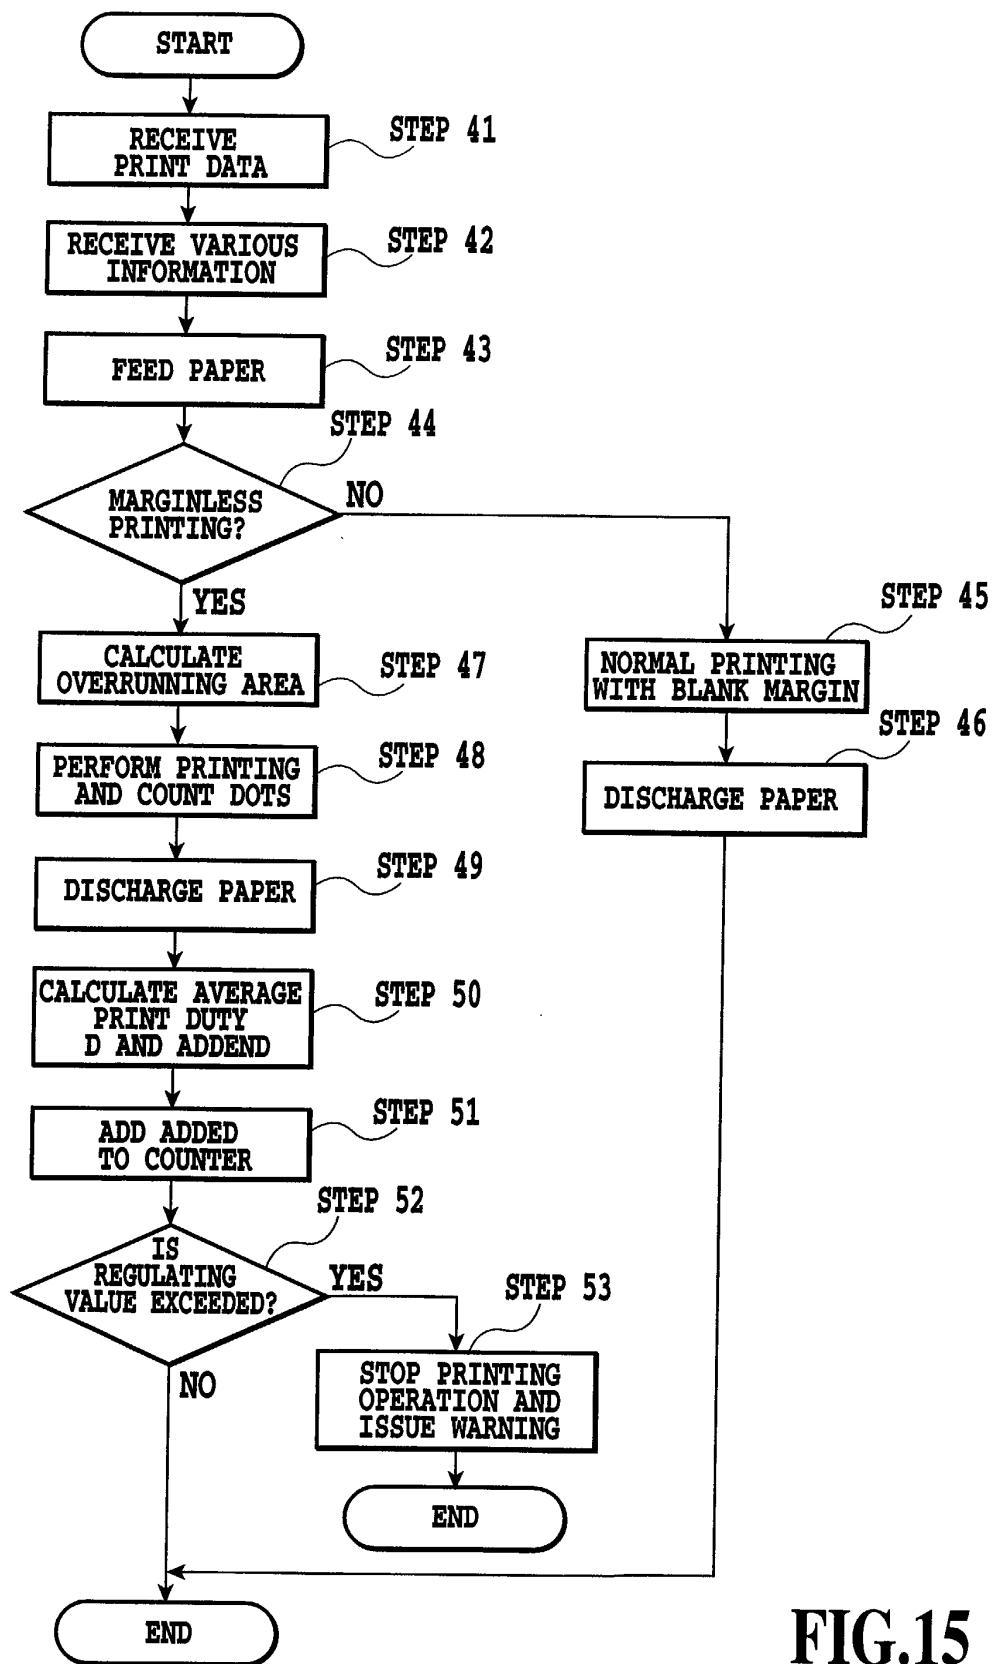 START
RECEIVE
PRINT DATA
STEP 41
RECEIVE VARIOUS
INFORMATION
STEP 42
FEED PAPER
STEP 43
STEP 44
MARGINLESS
PRINTING?
NO
YES
STEP 45
NORMAL PRINTING
WITH BLANK MARGIN
STEP 46
DISCHARGE PAPER
CALCULATE
OVERRUNNING AREA
STEP 47
PERFORM PRINTING
AND COUNT DOTS
STEP 48
DISCHARGE PAPER
STEP 49
CALCULATE AVERAGE
PRINT DUTY
D AND ADDEND
STEP 50
ADD ADDED
TO COUNTER
STEP 51
STEP 52
IS
REGULATING
VALUE EXCEEDED?
YES
NO
STEP 53
STOP PRINTING
OPERATION AND
ISSUE WARNING
END
END
FIG.15